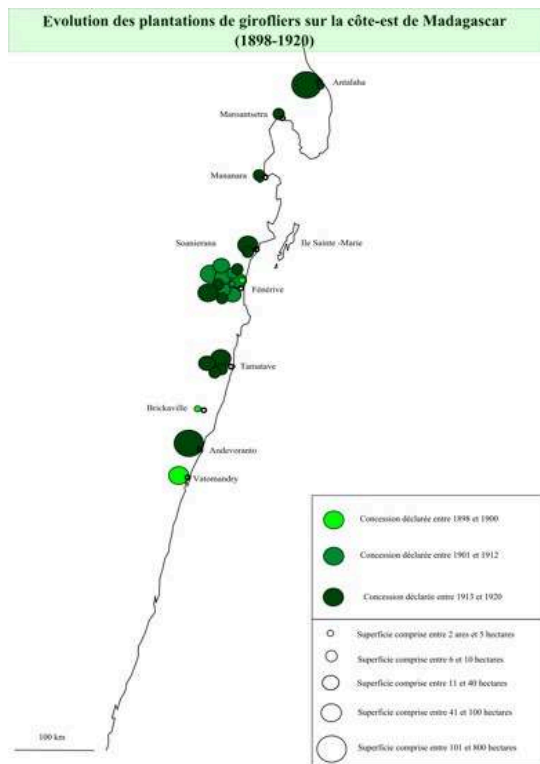 Evolution des plantations de girofliers sur la côte-est de Madagascar
(1898-1920)
Antalaha
Maroantsetra
Mananara
Soanierana
Ile Sainte -Marie
Fénérive
Tamatave
Brickaville
Andevoranto
Vatomandry
Concession déclarée entre 1898 et 1900
Concession déclarée entre 1901 et 1912
Concession déclarée entre 1913 et 1920
Superficie comprise entre 2 ares et 5 hectares
Superficie comprise entre 6 et 10 hectares
Superficie comprise entre 11 et 40 hectares
Superficie comprise entre 41 et 100 hectares
Superficie comprise entre 101 et 800 hectares
100 km